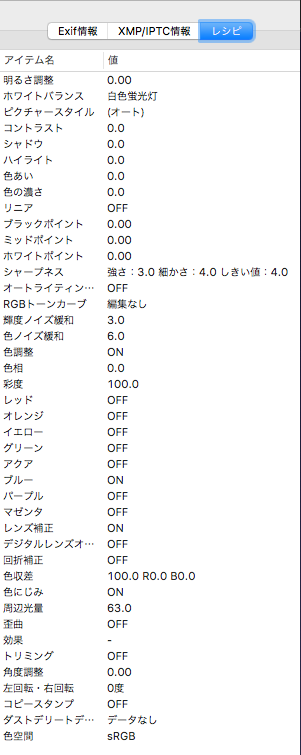 Exif情報 XMP/IPTC情報 レシピ
アイテム名 値
明るさ調整 0.00
ホワイトバランス 白色蛍光灯
ピクチャースタイル (オート)
コントラスト 0.0
シャドウ 0.0
ハイライト 0.0
色あい 0.0
色の濃さ 0.0
リニア OFF
ブラックポイント 0.00
ミッドポイント 0.00
ホワイトポイント 0.00
シャープネス 強さ：3.0 細かさ：4.0 しきい値：4.0
オートライティン… OFF
RGBトーンカーブ 編集なし
輝度ノイズ緩和 3.0
色ノイズ緩和 6.0
色調整 ON
色相 0.0
彩度 100.0
レッド OFF
オレンジ OFF
イエロー OFF
グリーン OFF
アクア OFF
ブルー ON
パープル OFF
マゼンタ OFF
レンズ補正 ON
デジタルレンズオ… OFF
回折補正 OFF
色収差 100.0 R0.0 B0.0
色にじみ ON
周辺光量 63.0
歪曲 OFF
効果 -
トリミング OFF
角度調整 0.00
左回転・右回転 0度
コピースタンプ OFF
ダストデリートデ… データなし
色空間 sRGB